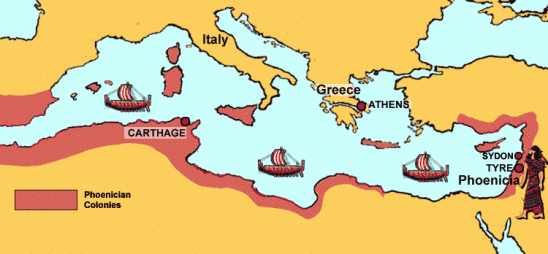 Italy
Greece
ATHENS
CARTHAGE
SYDON
TYRE
Phoenicia
Phoenician
Colonies